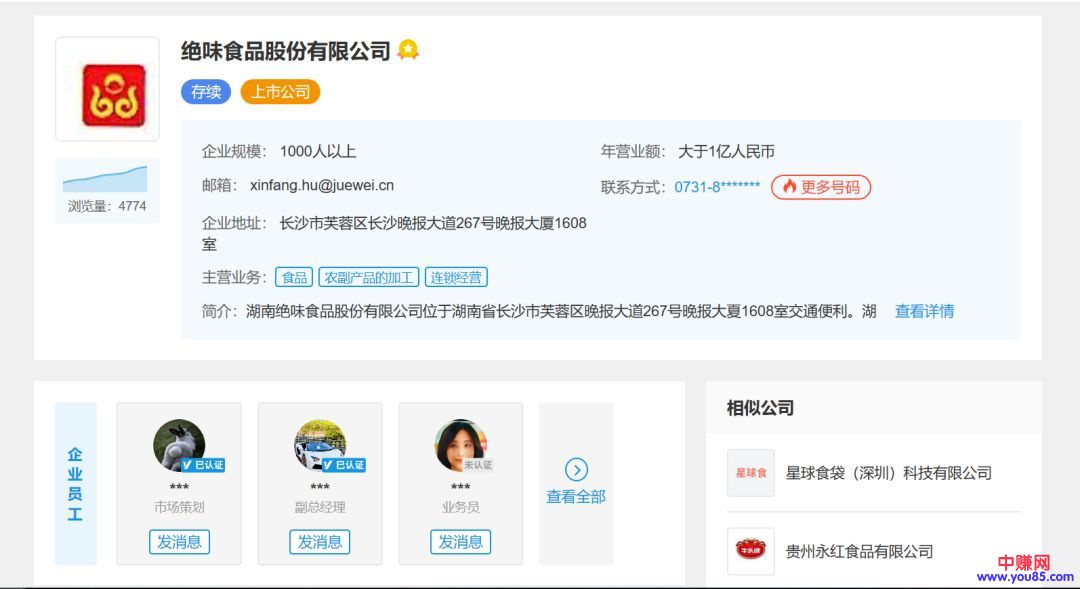 绝味食品股份有限公司
存续 上市公司
企业规模： 1000人以上 年营业额： 大于1亿人民币
邮箱： xinfang.hu@juewei.cn 联系方式： 0731-8******* 更多号码
浏览量：4774
企业地址： 长沙市芙蓉区长沙晚报大道267号晚报大厦1608
室
主营业务： 食品 农副产品的加工 连锁经营
简介： 湖南绝味食品股份有限公司位于湖南省长沙市芙蓉区晚报大道267号晚报大夏1608室交通便利。湖 查看详情
企业员工
已认证 已认证 未认证
*** *** ***
市场策划 副总经理 业务员
发消息 发消息 发消息
查看全部
相似公司
星球食
星球食袋（深圳）科技有限公司
牛头牌
贵州永红食品有限公司
中赚网
www.you85.com